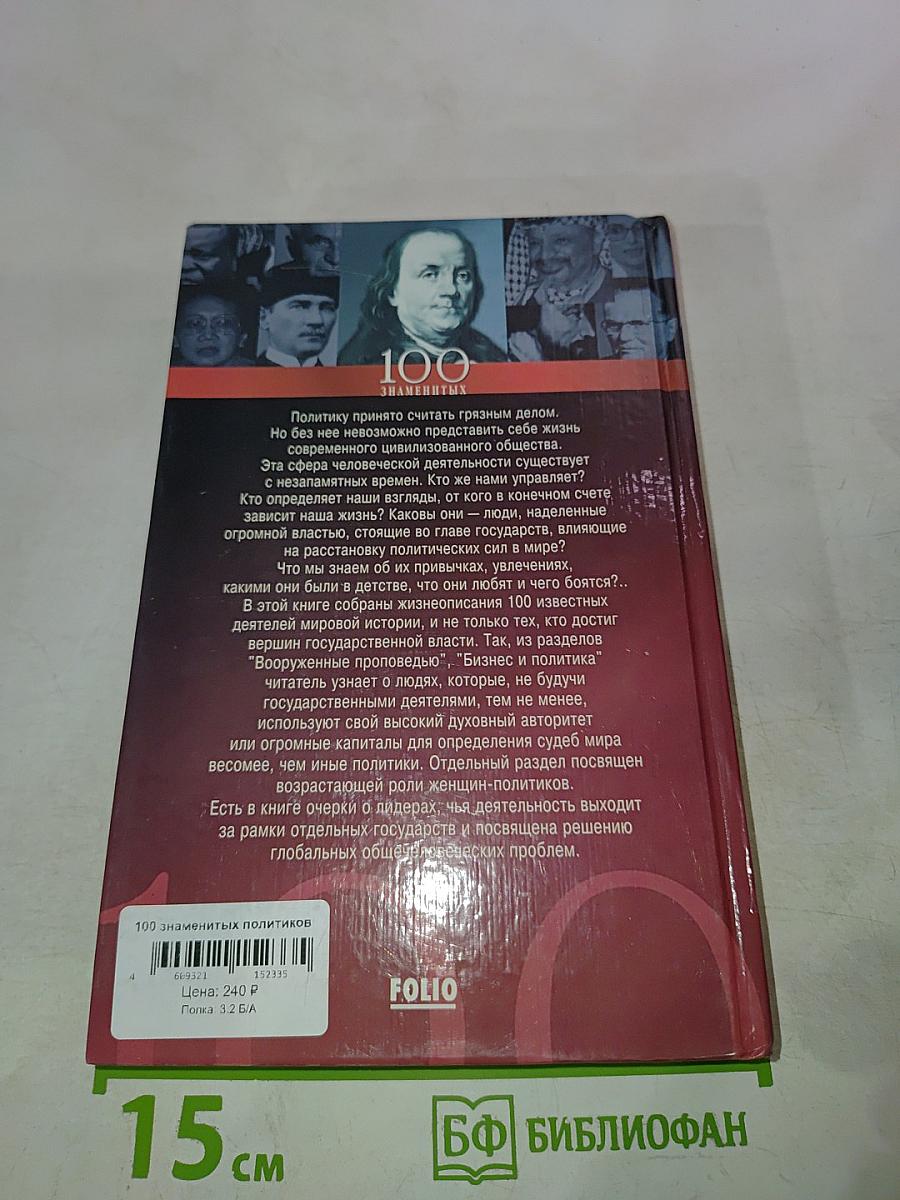 100
ЗНАМЕНИТЫХ
Политику принято считать грязным делом.
Но без нее невозможно представить себе жизнь
современного цивилизованного общества.
Эта сфера человеческой деятельности существует
с незапамятных времен. Кто же нами управляет?
Кто определяет наши взгляды, от кого в конечном счете
зависит наша жизнь? Каковы они — люди, наделенные
огромной властью, стоящие во главе государств, влияющие
на расстановку политических сил в мире?
Что мы знаем об их привычках, увлечениях,
какими они были в детстве, что они любят и чего боятся?..
В этой книге собраны жизнеописания 100 известных
деятелей мировой истории, и не только тех, кто достиг
вершин государственной власти. Так, из разделов
"Вооруженные проповедью", "Бизнес и политика"
читатель узнает о людях, которые, не будучи
государственными деятелями, тем не менее,
используют свой высокий духовный авторитет
или огромные капиталы для определения судеб мира
весомее, чем иные политики. Отдельный раздел посвящен
возрастающей роли женщин-политиков.
Есть в книге очерки о лидерах, чья деятельность выходит
за рамки отдельных государств и посвящена решению
глобальных общечеловеческих проблем.
100
100 знаменитых политиков
4 669321 152335
Цена: 240 ₽
Полка: 3.2 Б/А
FOLIO
15 см
БФ БИБЛИОФАН